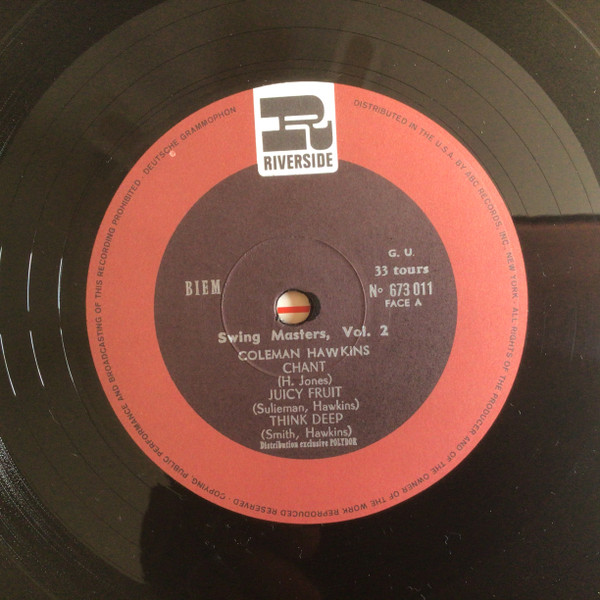 R
RIVERSIDE
DEUTSCHE GRAMMOPHON
DISTRIBUTED IN THE U.S.A. BY ABC RECORDS, INC. NEW YORK - ALL RIGHTS OF THE PRODUCER AND OF THE OWNER OF THE WORK REPRODUCED RESERVED - COPYING, PUBLIC PERFORMANCE AND BROADCASTING OF THIS RECORDING PROHIBITED -
BIEM
G. U.
33 tours
No 673 011
FACE A
Swing Masters, Vol. 2
COLEMAN HAWKINS
CHANT
(H. Jones)
JUICY FRUIT
(Sulieman, Hawkins)
THINK DEEP
(Smith, Hawkins)
Distribution exclusive POLYDOR